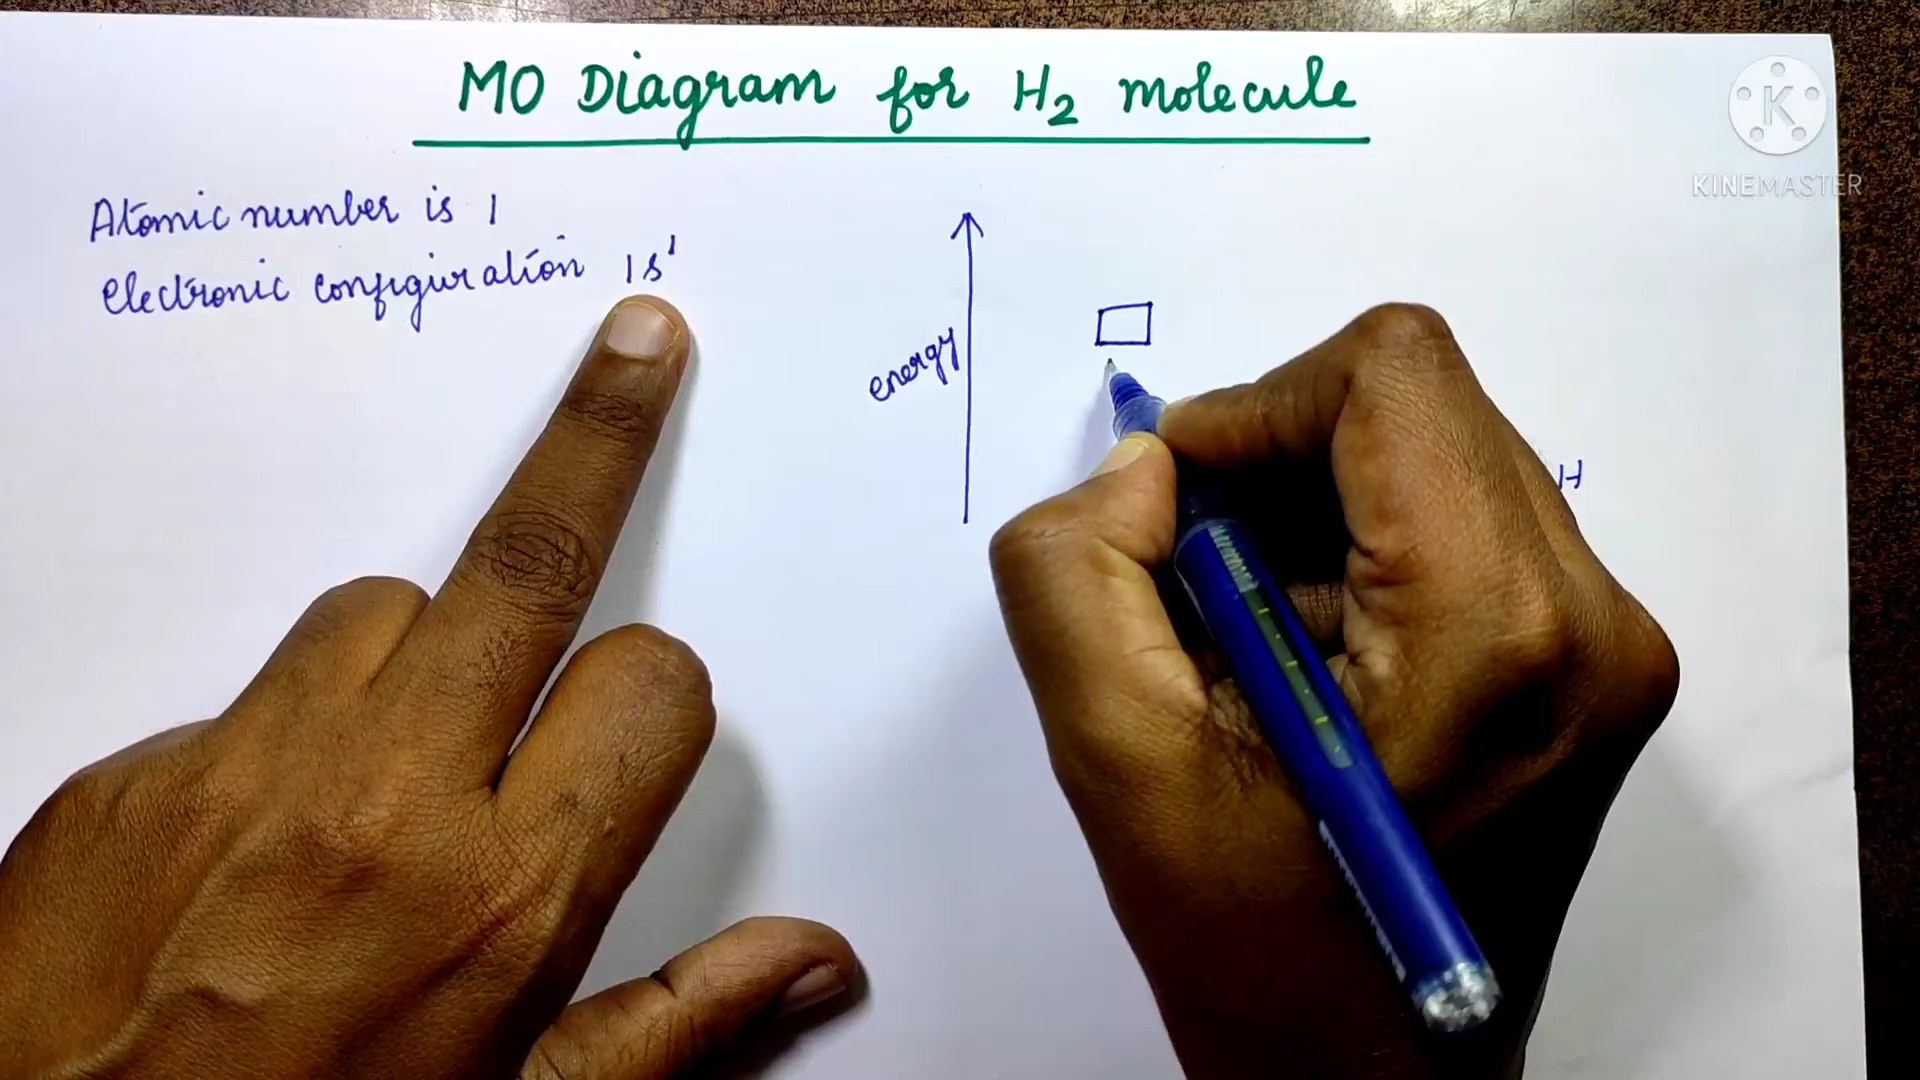 MO Diagram for H₂ molecule
K
KINEMASTER
Atomic number is 1
Electronic configuration 1s¹
energy
H